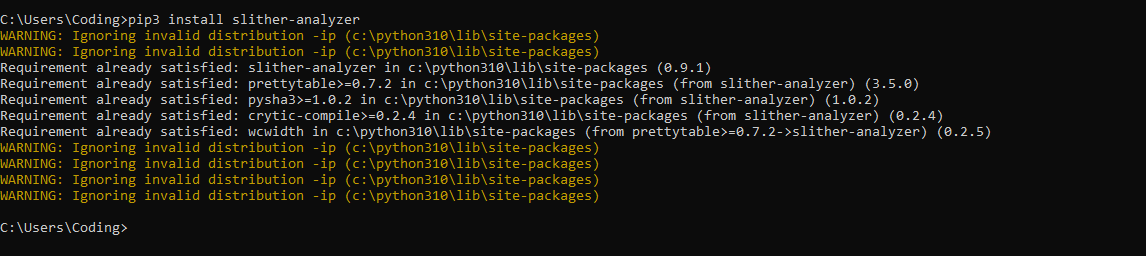 C:\Users\Coding>pip3 install slither-analyzer
WARNING: Ignoring invalid distribution -ip (c:\python310\lib\site-packages)
WARNING: Ignoring invalid distribution -ip (c:\python310\lib\site-packages)
Requirement already satisfied: slither-analyzer in c:\python310\lib\site-packages (0.9.1)
Requirement already satisfied: prettytable>=0.7.2 in c:\python310\lib\site-packages (from slither-analyzer) (3.5.0)
Requirement already satisfied: pysha3>=1.0.2 in c:\python310\lib\site-packages (from slither-analyzer) (1.0.2)
Requirement already satisfied: crytic-compile>=0.2.4 in c:\python310\lib\site-packages (from slither-analyzer) (0.2.4)
Requirement already satisfied: wcwidth in c:\python310\lib\site-packages (from prettytable>=0.7.2->slither-analyzer) (0.2.5)
WARNING: Ignoring invalid distribution -ip (c:\python310\lib\site-packages)
WARNING: Ignoring invalid distribution -ip (c:\python310\lib\site-packages)
WARNING: Ignoring invalid distribution -ip (c:\python310\lib\site-packages)
WARNING: Ignoring invalid distribution -ip (c:\python310\lib\site-packages)
C:\Users\Coding>